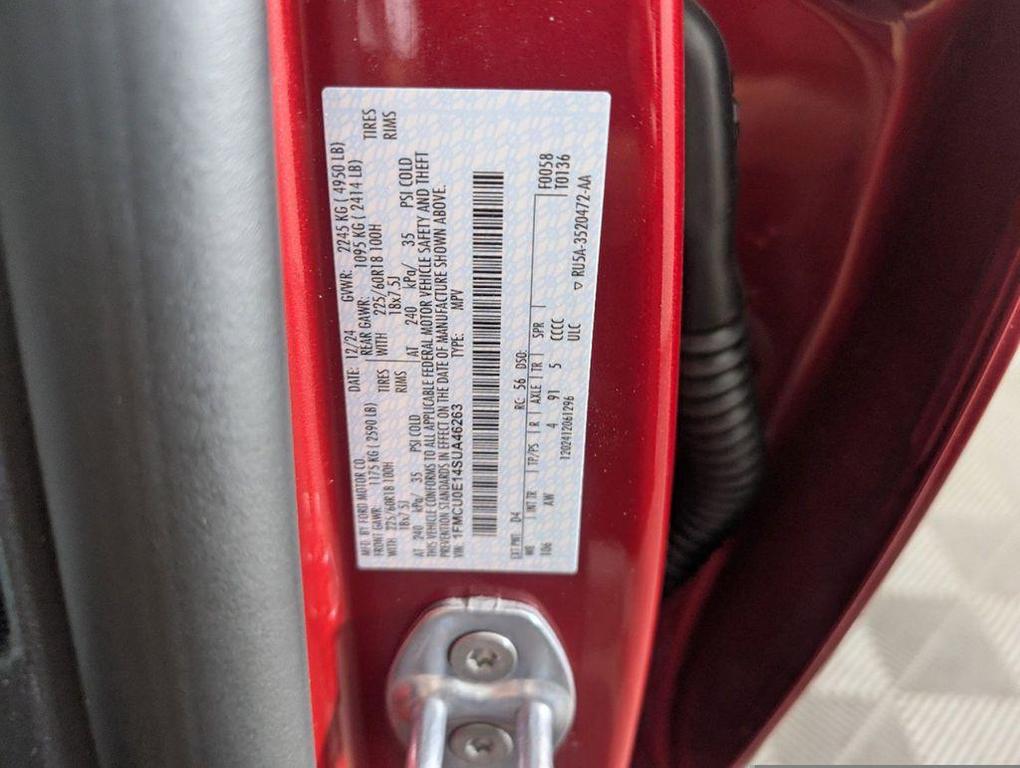 MFD. BY FORD MOTOR CO. DATE: 12/24 GVWR: 2245 KG ( 4950 LB)
FRONT GAWR: 1175 KG ( 2590 LB) REAR GAWR: 1095 KG ( 2414 LB)
WITH 225/60R18 100H TIRES WITH 225/60R18 100H TIRES
18x7.5J RIMS 18x7.5J RIMS
AT 240 kPa/ 35 PSI COLD AT 240 kPa/ 35 PSI COLD
THIS VEHICLE CONFORMS TO ALL APPLICABLE FEDERAL MOTOR VEHICLE SAFETY AND THEFT
PREVENTION STANDARDS IN EFFECT ON THE DATE OF MANUFACTURE SHOWN ABOVE.
VIN: 1FMCU0E14SUA46263 TYPE: MPV
EXT PNT: D4 RC: 56 DSO: F0058
WB INT TR TP/PS R AXLE TR SPR T0136
106 AW 4 91 5 CCCC
1202412061296 ULC
▽ RU5A-3520472-AA